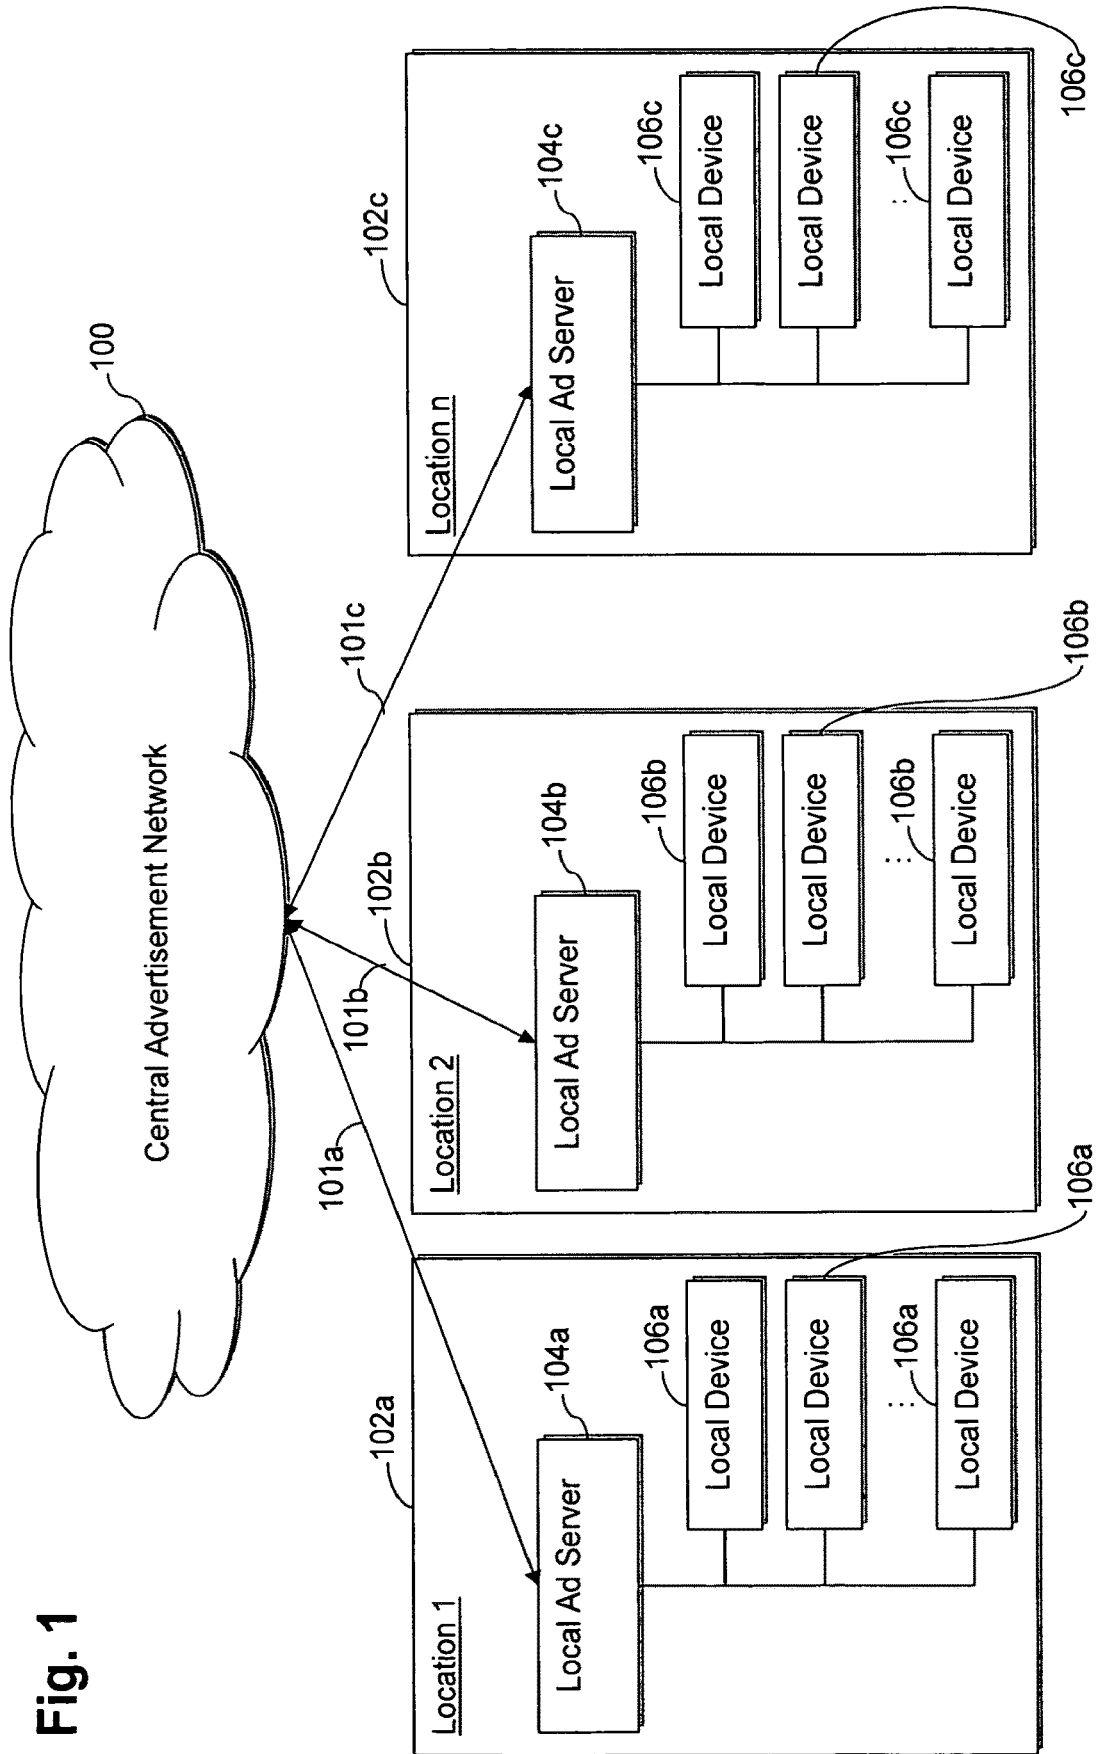 Fig. 1
100
Central Advertisement Network
101a
101b
101c
102a
Location 1
104a
Local Ad Server
106a
Local Device
Local Device
106a
...
106a
Local Device
102b
Location 2
104b
Local Ad Server
106b
Local Device
Local Device
106b
...
106b
Local Device
102c
Location n
104c
Local Ad Server
106c
Local Device
Local Device
106c
...
106c
Local Device